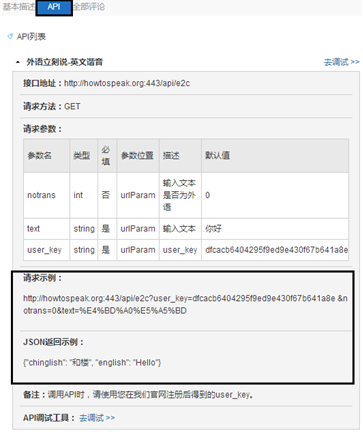 基本描述 API 全部评论
API列表
外语立刻说-英文谐音 去调试 >>
接口地址：http://howtospeak.org:443/api/e2c
请求方法：GET
请求参数：
参数名 类型 必填 参数位置 描述 默认值
notrans int 否 urlParam 输入文本是否为外语 0
text string 是 urlParam 输入文本 你好
user_key string 是 urlParam user_key dfcacb6404295f9ed9e430f67b641a8e
请求示例：
http://howtospeak.org:443/api/e2c?user_key=dfcacb6404295f9ed9e430f67b641a8e &n
otrans=0&text=%E4%BD%A0%E5%A5%BD
JSON返回示例：
{"chinglish": "和楼", "english": "Hello"}
备注：调用API时，请使用您在我们官网注册后得到的user_key。
API调试工具：去调试 >>